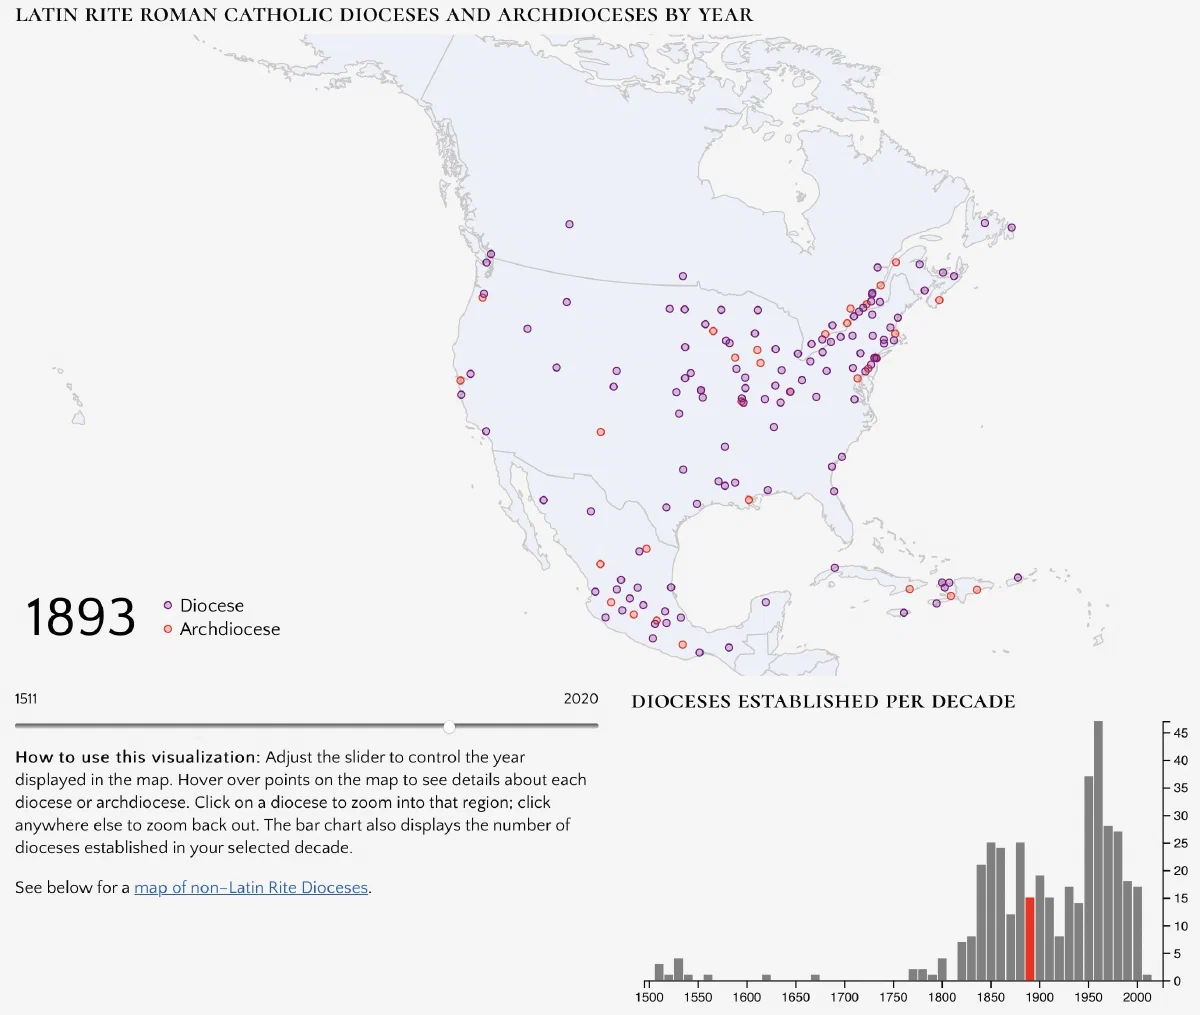 LATIN RITE ROMAN CATHOLIC DIOCESES AND ARCHDIOCESES BY YEAR
1893
Diocese
Archdiocese
1511
2020
How to use this visualization: Adjust the slider to control the year
displayed in the map. Hover over points on the map to see details about each
diocese or archdiocese. Click on a diocese to zoom into that region; click
anywhere else to zoom back out. The bar chart also displays the number of
dioceses established in your selected decade.
See below for a map of non-Latin Rite Dioceses.
DIOCESES ESTABLISHED PER DECADE
45
40
35
30
25
20
15
10
5
0
1500 1550 1600 1650 1700 1750 1800 1850 1900 1950 2000